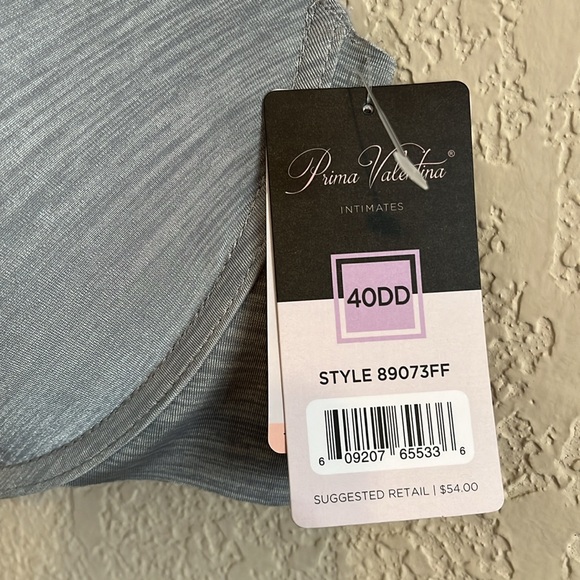 Prima Valentina®
INTIMATES
40DD
STYLE 89073FF
6 09207 65533 6
SUGGESTED RETAIL | $54.00